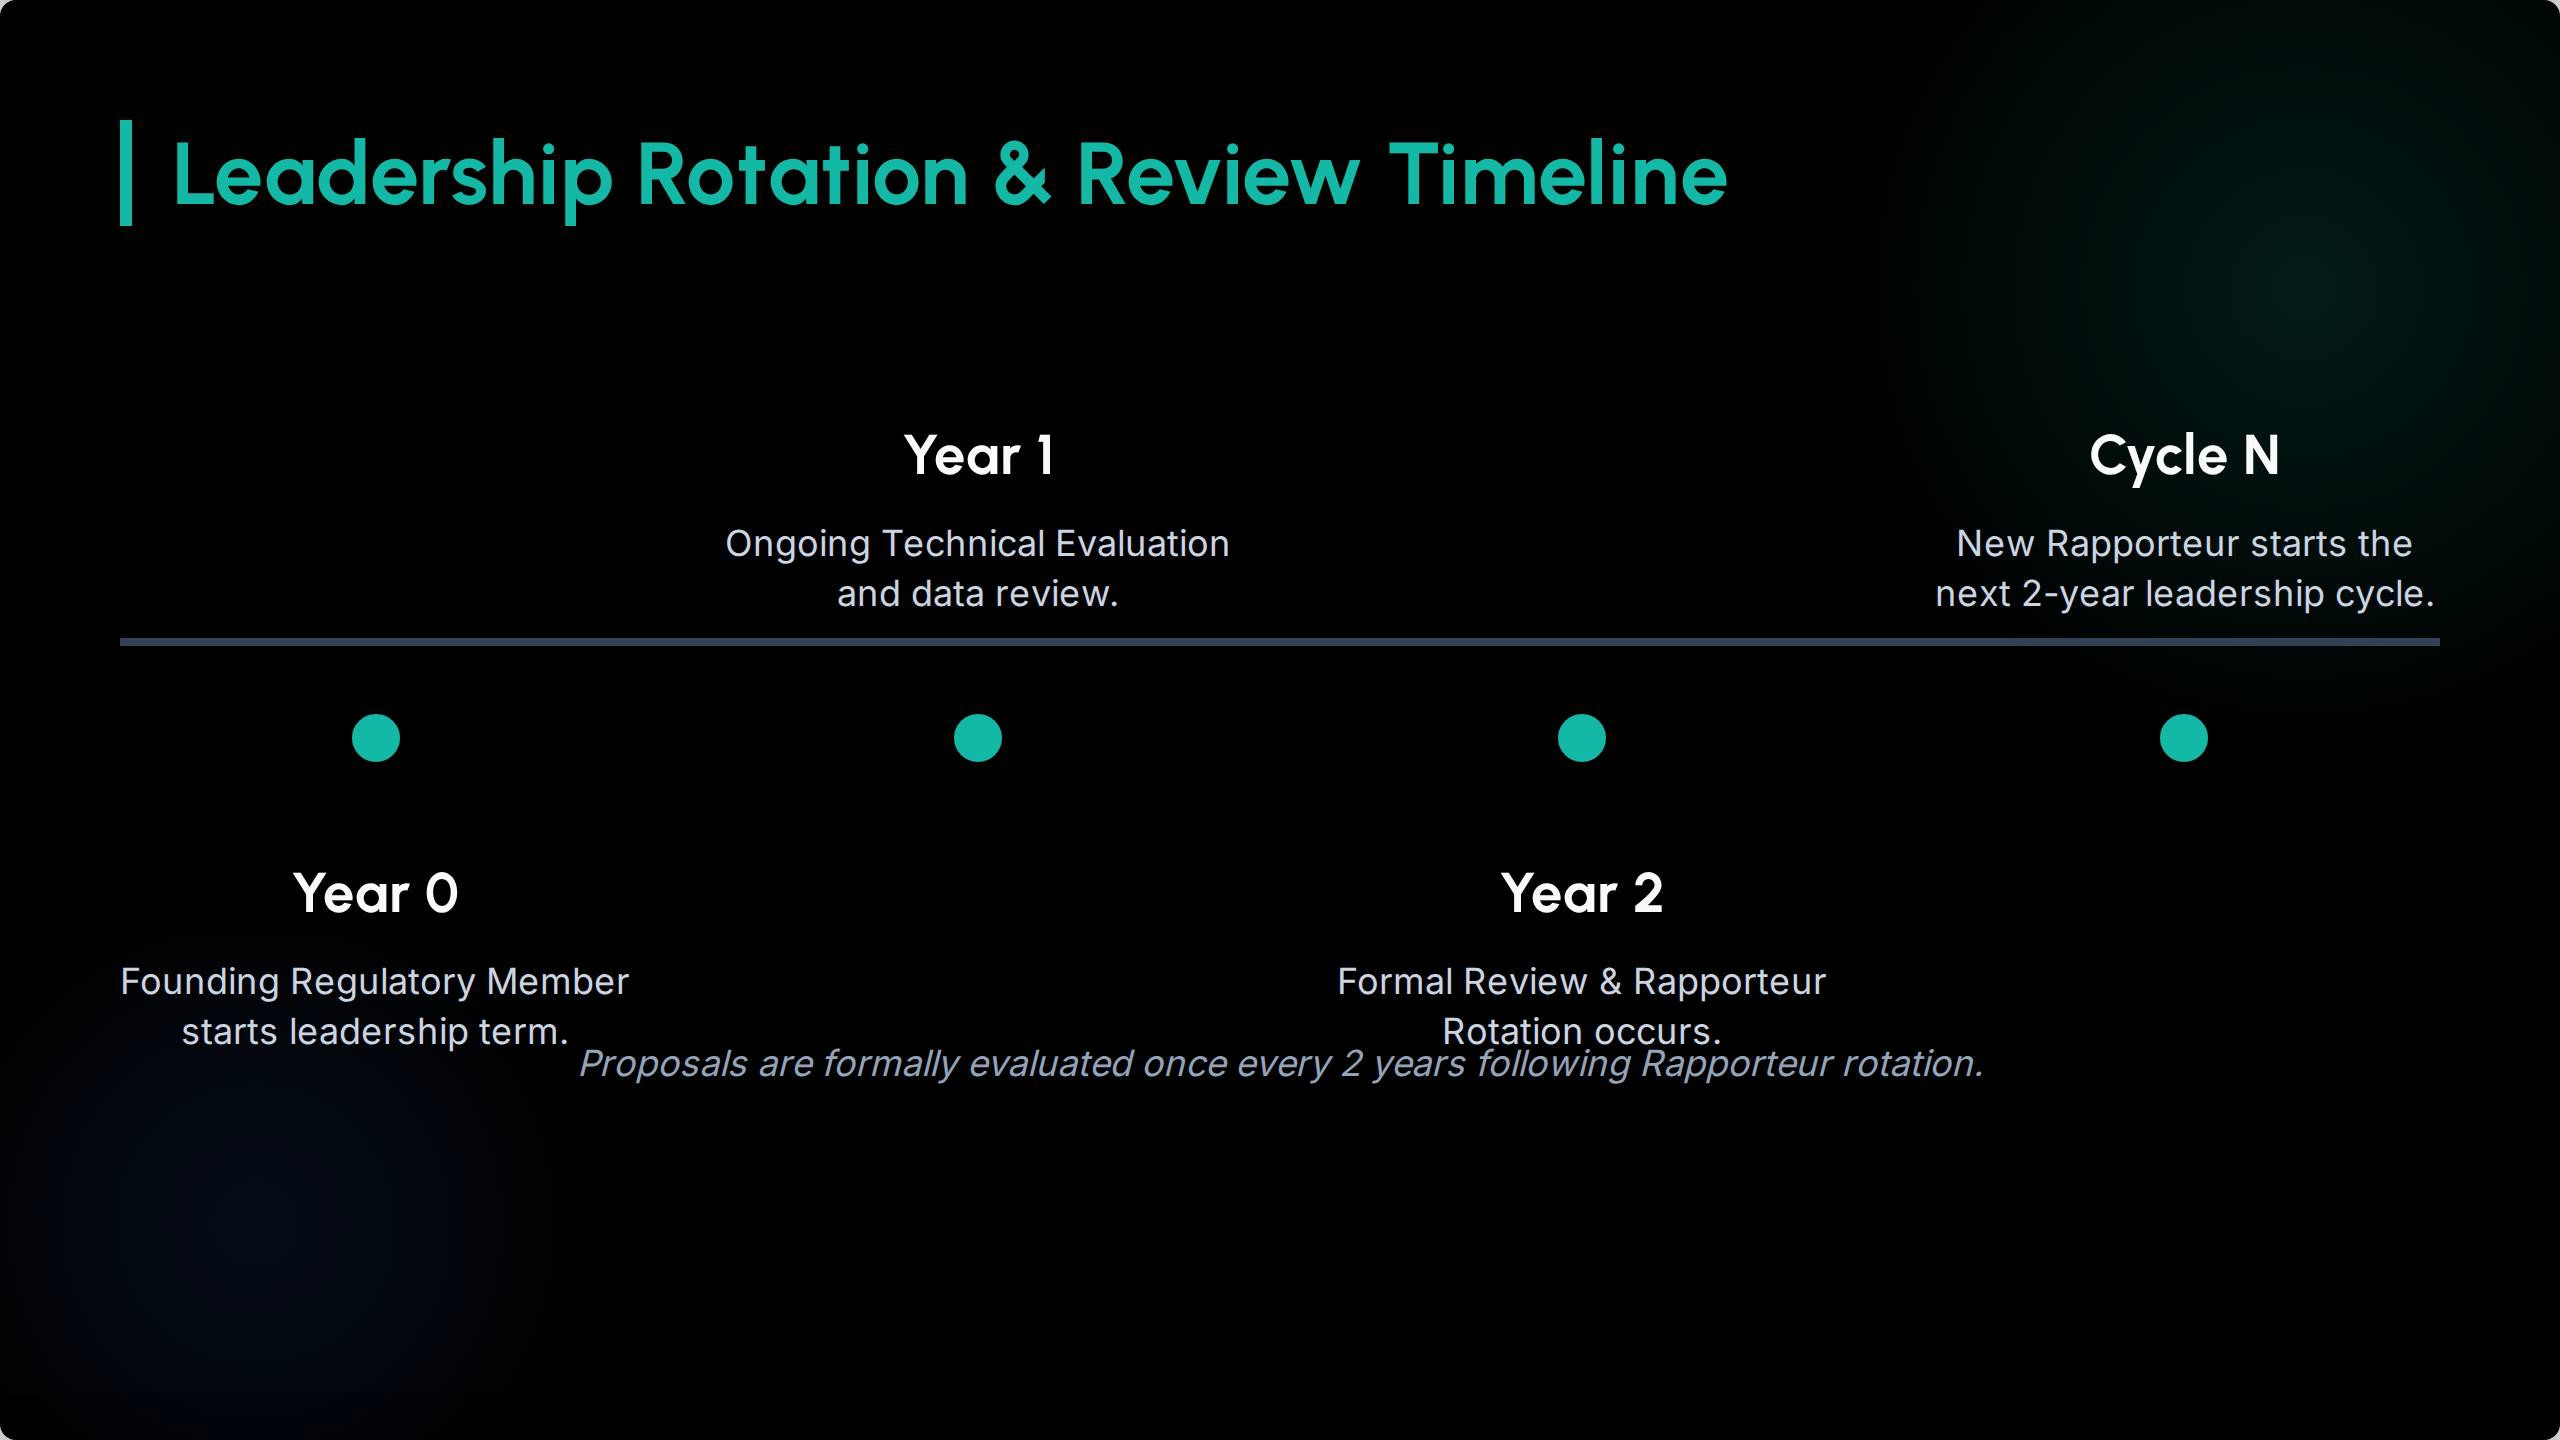 Leadership Rotation & Review Timeline
Year 0
Founding Regulatory Member
starts leadership term.
Year 1
Ongoing Technical Evaluation
and data review.
Year 2
Formal Review & Rapporteur
Rotation occurs.
Cycle N
New Rapporteur starts the
next 2-year leadership cycle.
Proposals are formally evaluated once every 2 years following Rapporteur rotation.